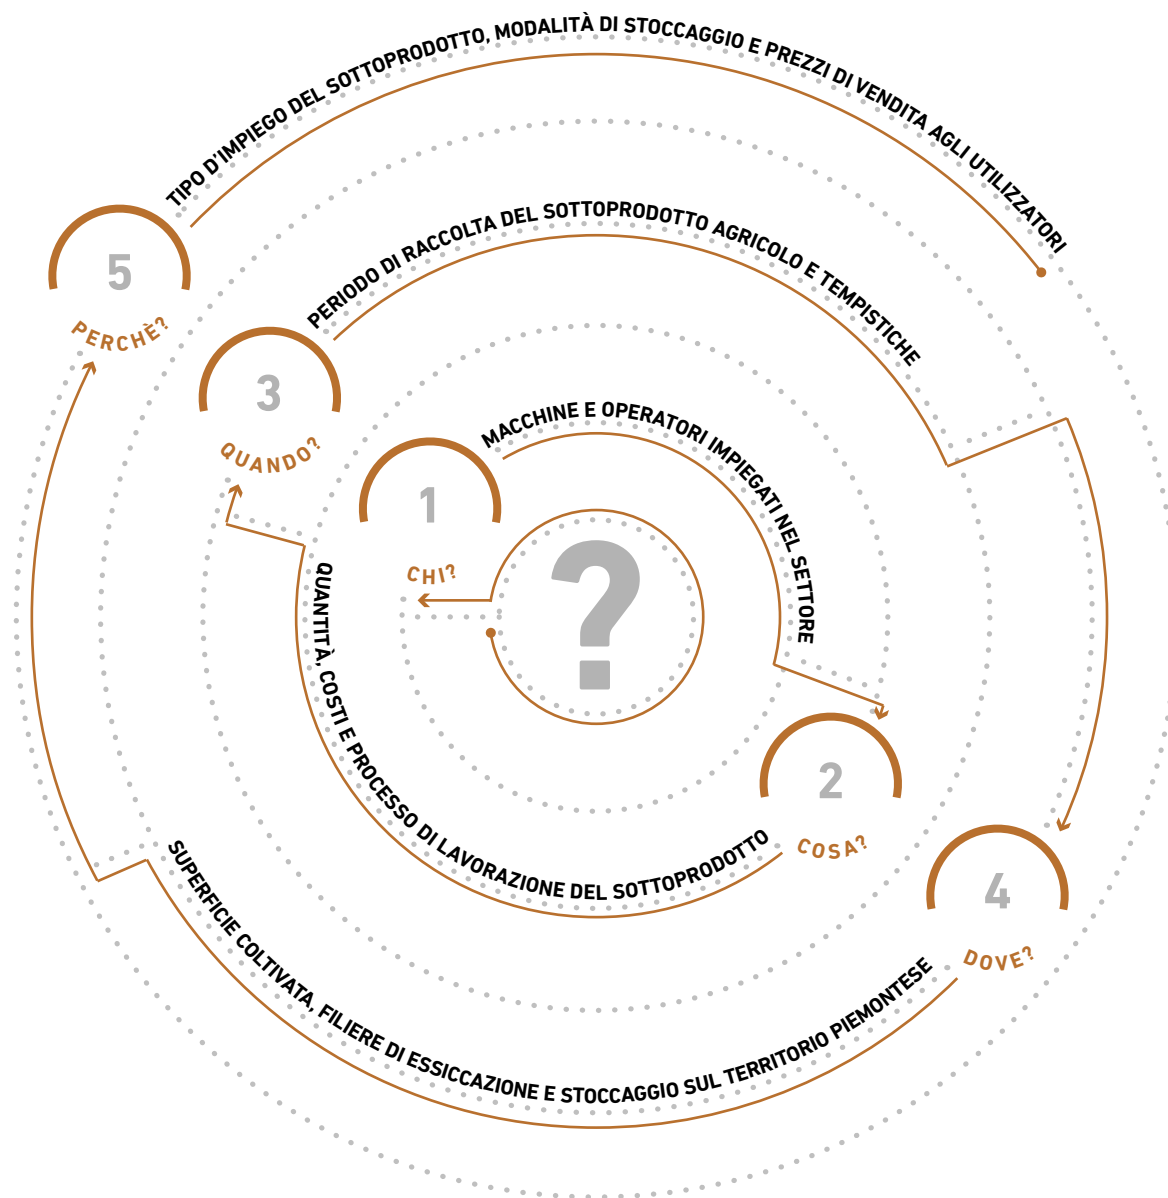 5
PERCHÈ?
TIPO D'IMPIEGO DEL SOTTOPRODOTTO, MODALITÀ DI STOCCAGGIO E PREZZI DI VENDITA AGLI UTILIZZATORI
3
QUANDO?
PERIODO DI RACCOLTA DEL SOTTOPRODOTTO AGRICOLO E TEMPISTICHE
1
CHI?
MACCHINE E OPERATORI IMPIEGATI NEL SETTORE
?
2
COSA?
QUANTITÀ, COSTI E PROCESSO DI LAVORAZIONE DEL SOTTOPRODOTTO
4
DOVE?
SUPERFICIE COLTIVATA, FILIERE DI ESSICCAZIONE E STOCCAGGIO SUL TERRITORIO PIEMONTESE